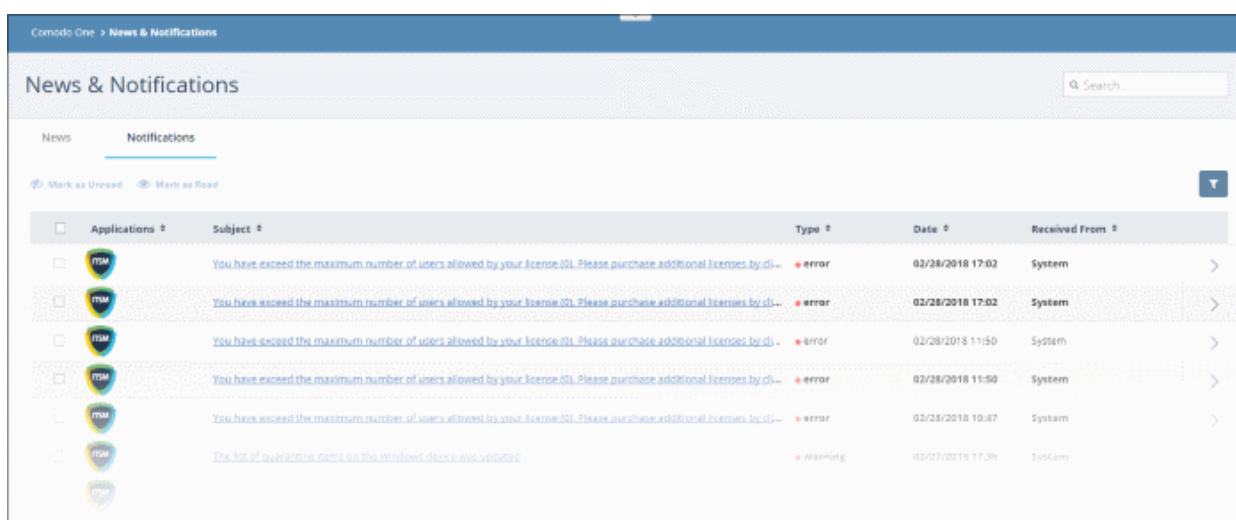 Comodo One > News & Notifications
News & Notifications
Search...
News Notifications
Mark as Unread Mark as Read
Applications Subject Type Date Received From
ITSM You have exceed the maximum number of users allowed by your license (0). Please purchase additional licenses by cli... error 02/28/2018 17:02 System
ITSM You have exceed the maximum number of users allowed by your license (0). Please purchase additional licenses by cli... error 02/28/2018 17:02 System
ITSM You have exceed the maximum number of users allowed by your license (0). Please purchase additional licenses by cli... error 02/28/2018 11:50 System
ITSM You have exceed the maximum number of users allowed by your license (0). Please purchase additional licenses by cli... error 02/28/2018 11:50 System
ITSM You have exceed the maximum number of users allowed by your license (0). Please purchase additional licenses by cli... error 02/28/2018 10:47 System
ITSM The list of quarantine items on the Windows device was updated warning 02/27/2018 17:36 System
ITSM